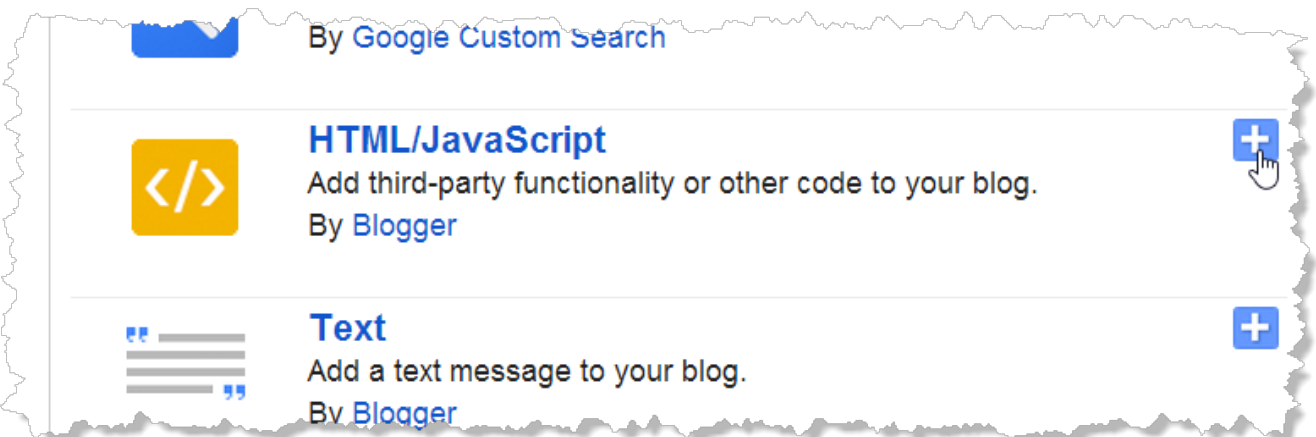 By Google Custom Search
HTML/JavaScript
Add third-party functionality or other code to your blog.
By Blogger
Text
Add a text message to your blog.
By Blogger